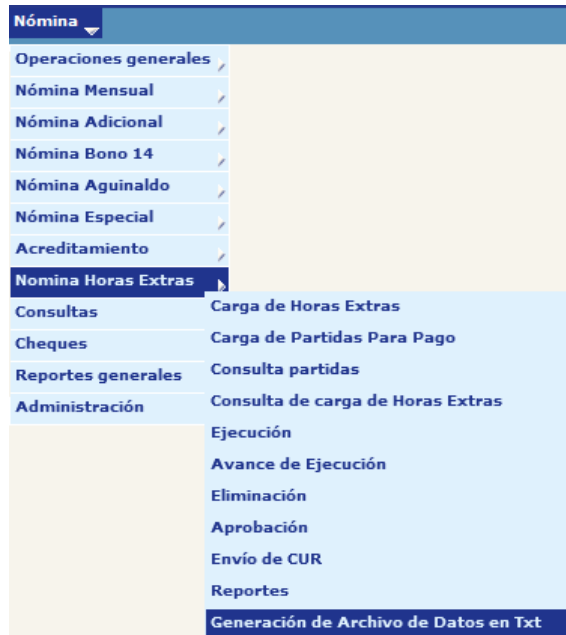 Nómina
Operaciones generales
Nómina Mensual
Nómina Adicional
Nómina Bono 14
Nómina Aguinaldo
Nómina Especial
Acreditamiento
Nomina Horas Extras
Consultas
Cheques
Reportes generales
Administración
Carga de Horas Extras
Carga de Partidas Para Pago
Consulta partidas
Consulta de carga de Horas Extras
Ejecución
Avance de Ejecución
Eliminación
Aprobación
Envío de CUR
Reportes
Generación de Archivo de Datos en Txt